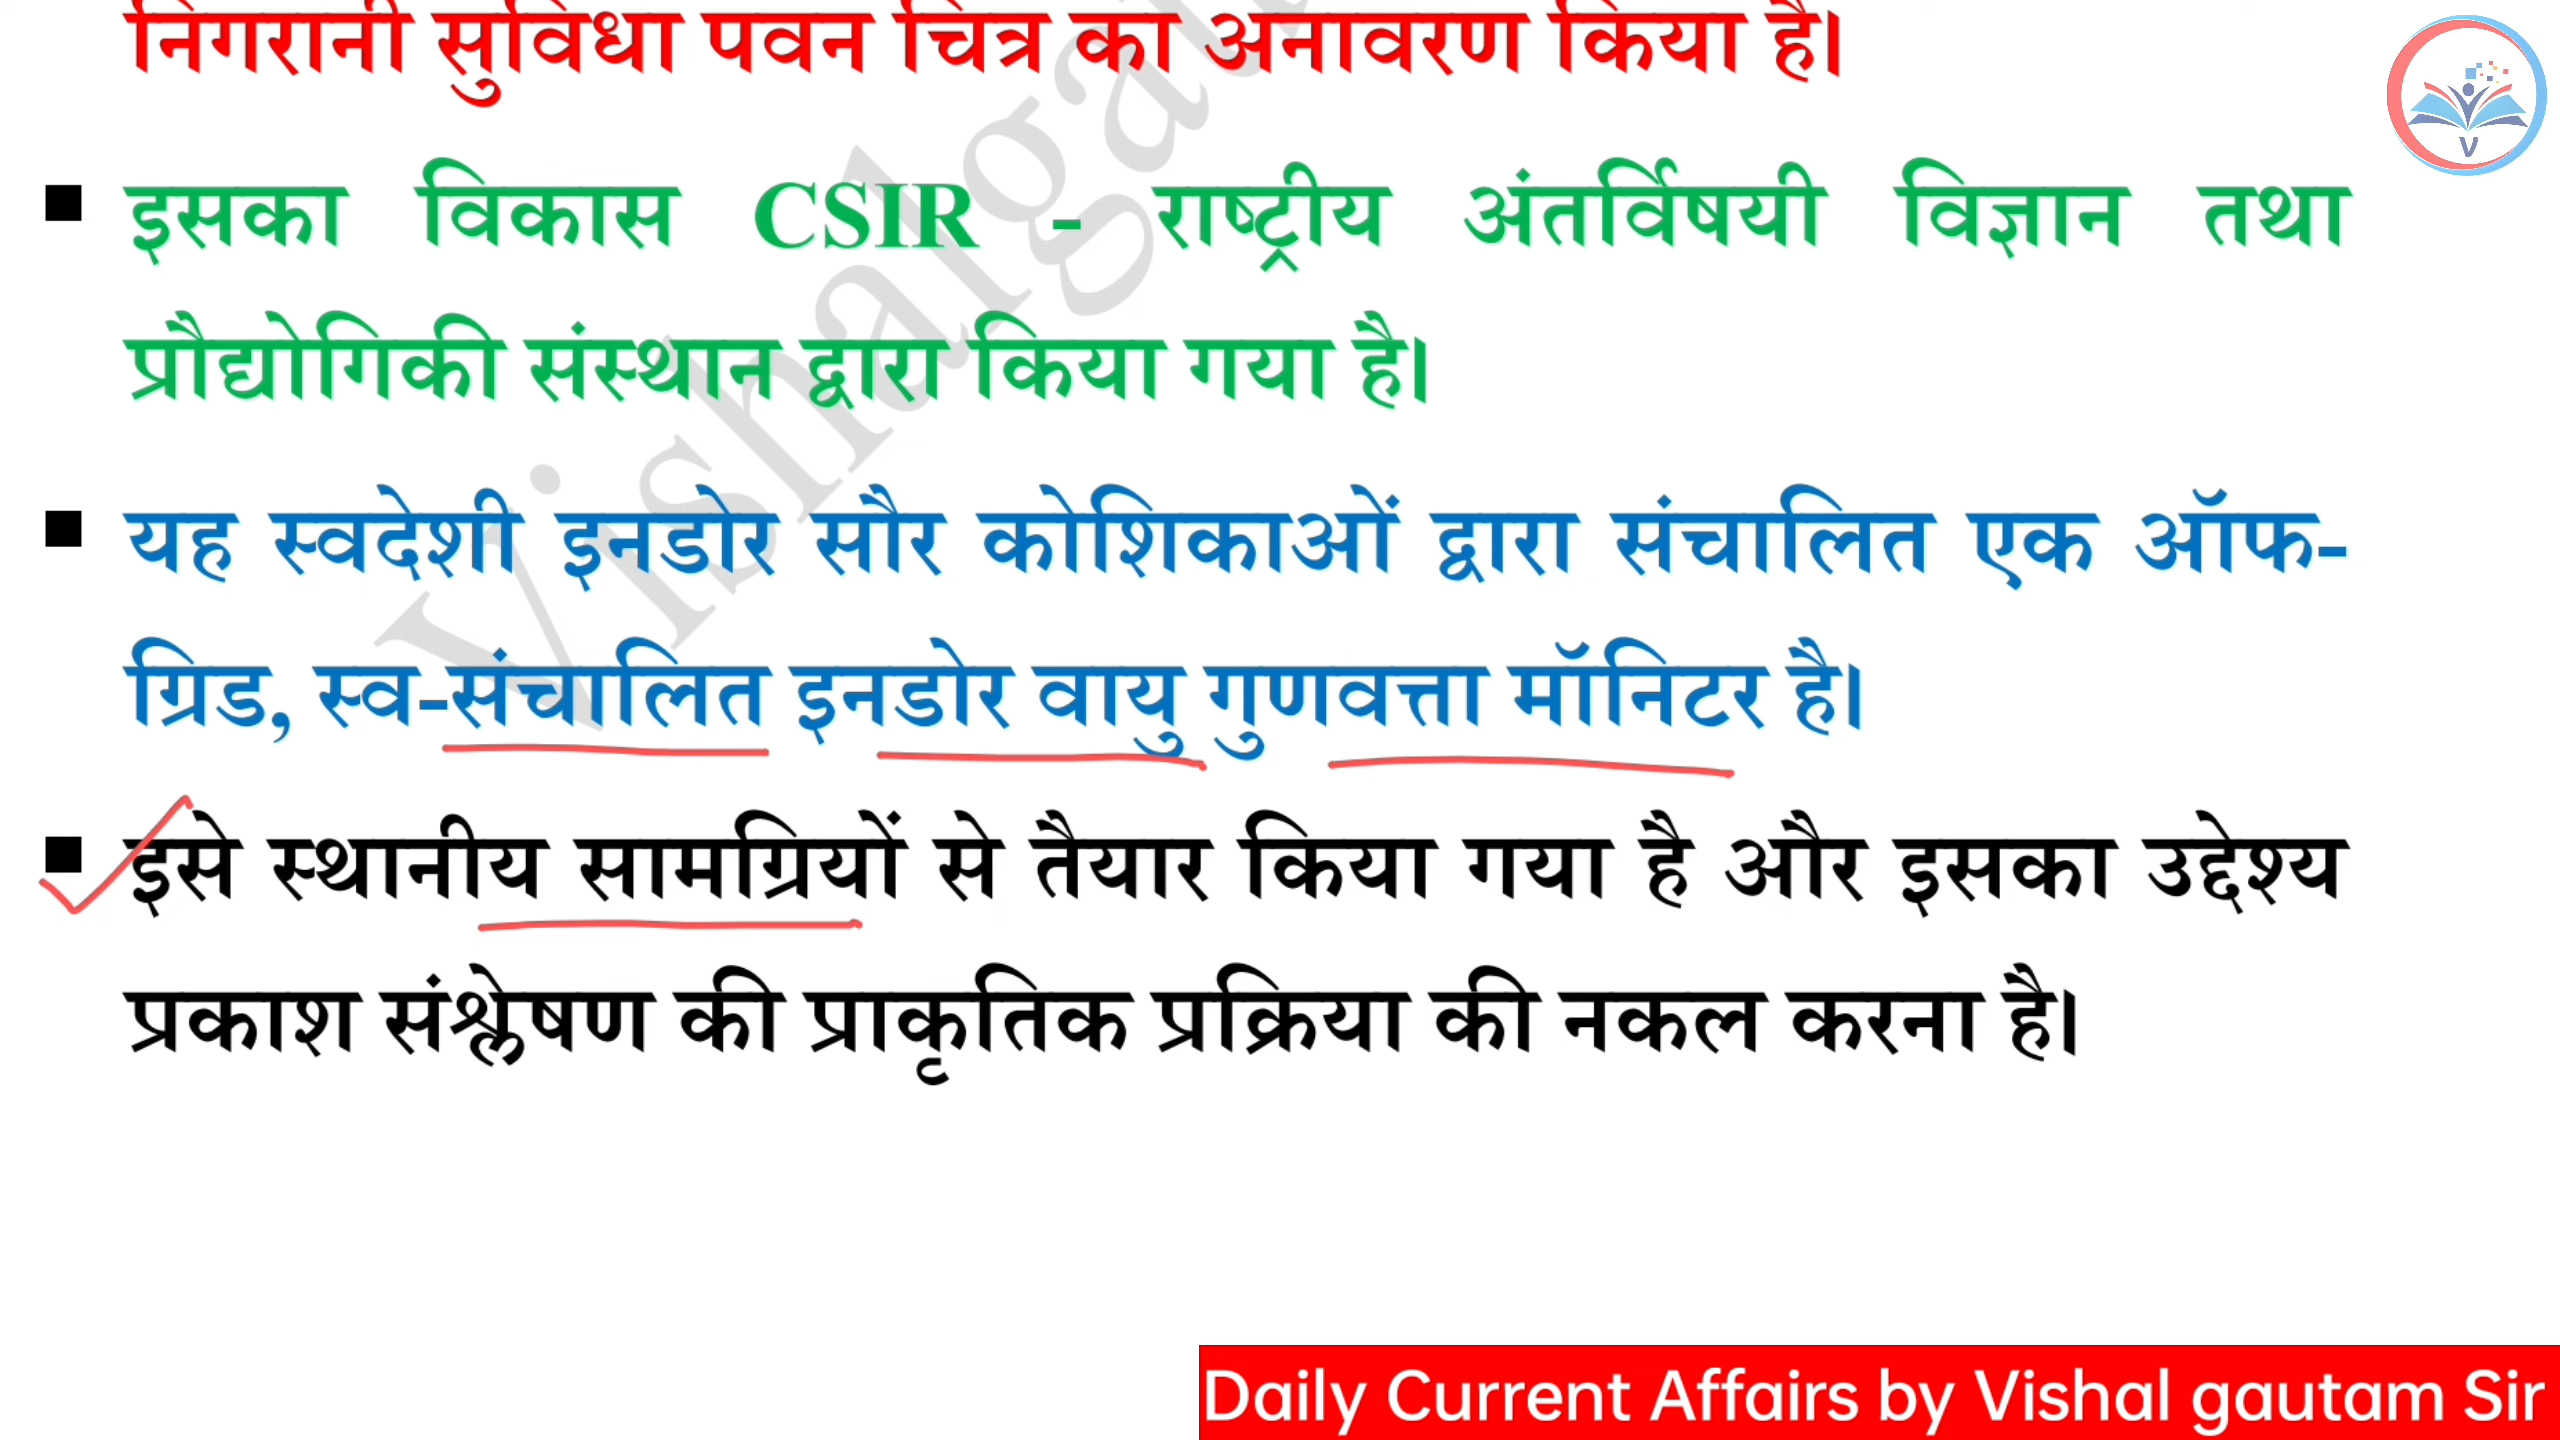 निगरानी सुविधा पवन चित्र का अनावरण किया है।
इसका विकास CSIR - राष्ट्रीय अंतर्विषयी विज्ञान तथा
प्रौद्योगिकी संस्थान द्वारा किया गया है।
यह स्वदेशी इनडोर सौर कोशिकाओं द्वारा संचालित एक ऑफ-
ग्रिड, स्व-संचालित इनडोर वायु गुणवत्ता मॉनिटर है।
इसे स्थानीय सामग्रियों से तैयार किया गया है और इसका उद्देश्य
प्रकाश संश्लेषण की प्राकृतिक प्रक्रिया की नकल करना है।
Vishalga
V
Daily Current Affairs by Vishal gautam Sir